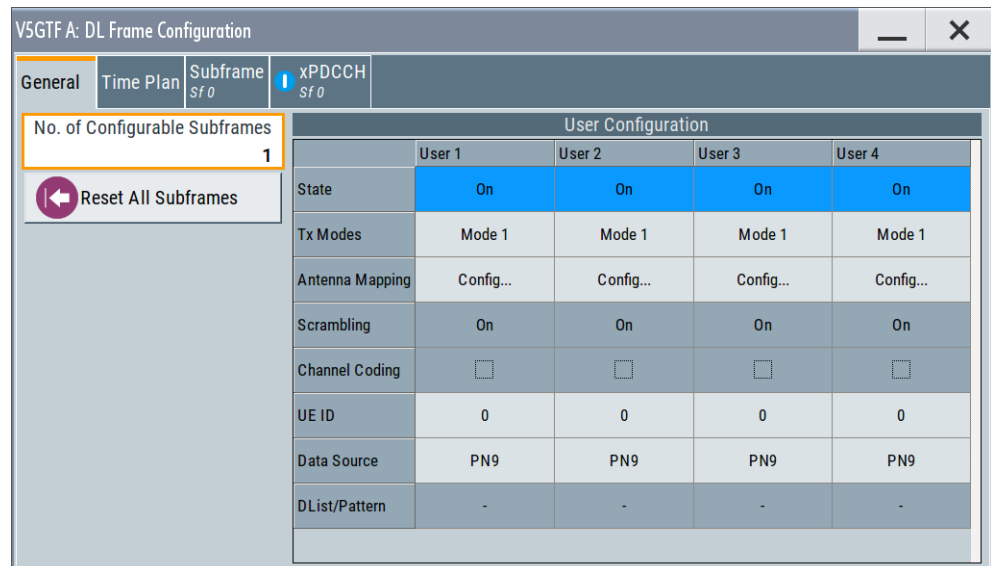 V5GTF A: DL Frame Configuration
General
Time Plan
Subframe
Sf 0
xPDCCH
Sf 0
No. of Configurable Subframes
1
Reset All Subframes
User Configuration
User 1 User 2 User 3 User 4
State On On On On
Tx Modes Mode 1 Mode 1 Mode 1 Mode 1
Antenna Mapping Config... Config... Config... Config...
Scrambling On On On On
Channel Coding
UE ID 0 0 0 0
Data Source PN9 PN9 PN9 PN9
DList/Pattern - - - -